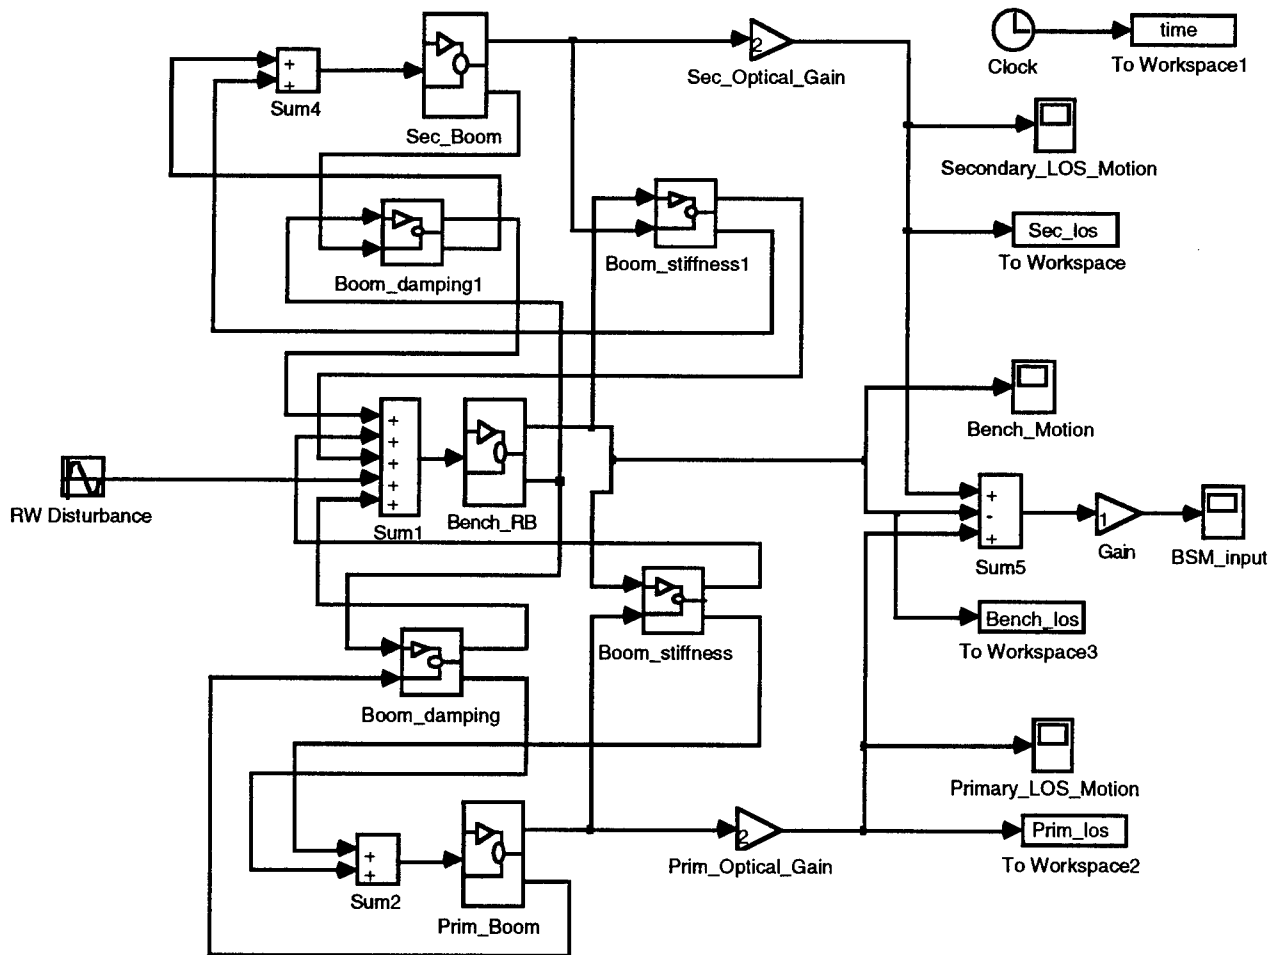 time
Clock
To Workspace1
+
+
Sum4
Sec_Boom
2
Sec_Optical_Gain
Secondary_LOS_Motion
Boom_damping1
Boom_stiffness1
Sec_los
To Workspace
+
+
+
+
+
Sum1
Bench_RB
Bench_Motion
RW Disturbance
+
-
+
Sum5
1
Gain
BSM_input
Boom_stiffness
Bench_los
To Workspace3
Boom_damping
Primary_LOS_Motion
+
+
Sum2
Prim_Boom
2
Prim_Optical_Gain
Prim_los
To Workspace2